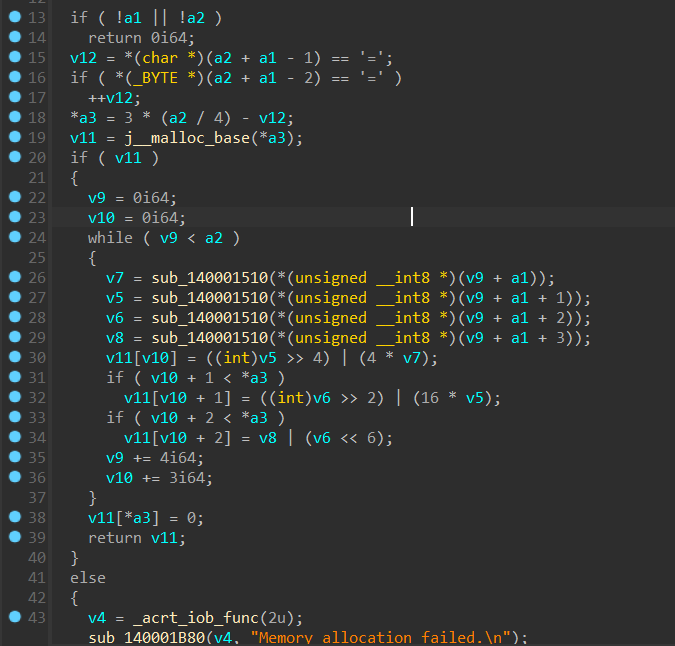 13 if ( !a1 || !a2 )
14 return 0i64;
15 v12 = *(char *)(a2 + a1 - 1) == '=';
16 if ( *(_BYTE *)(a2 + a1 - 2) == '=' )
17 ++v12;
18 *a3 = 3 * (a2 / 4) - v12;
19 v11 = j__malloc_base(*a3);
20 if ( v11 )
21 {
22 v9 = 0i64;
23 v10 = 0i64;
24 while ( v9 < a2 )
25 {
26 v7 = sub_140001510(*(unsigned __int8 *)(v9 + a1));
27 v5 = sub_140001510(*(unsigned __int8 *)(v9 + a1 + 1));
28 v6 = sub_140001510(*(unsigned __int8 *)(v9 + a1 + 2));
29 v8 = sub_140001510(*(unsigned __int8 *)(v9 + a1 + 3));
30 v11[v10] = ((int)v5 >> 4) | (4 * v7);
31 if ( v10 + 1 < *a3 )
32 v11[v10 + 1] = ((int)v6 >> 2) | (16 * v5);
33 if ( v10 + 2 < *a3 )
34 v11[v10 + 2] = v8 | (v6 << 6);
35 v9 += 4i64;
36 v10 += 3i64;
37 }
38 v11[*a3] = 0;
39 return v11;
40 }
41 else
42 {
43 v4 = _acrt_iob_func(2u);
sub_140001B80(v4, "Memory allocation failed.\n");